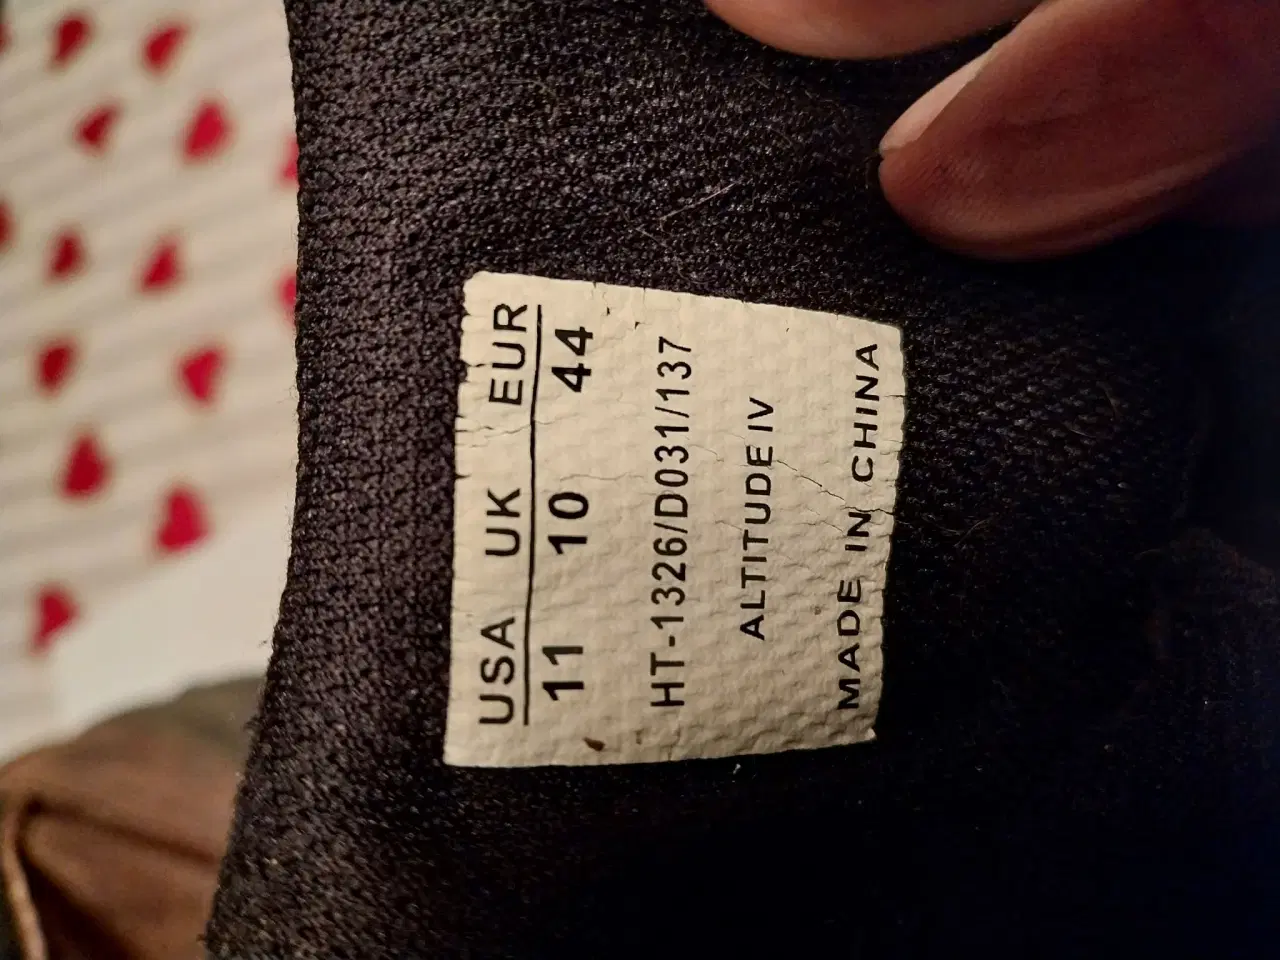 USA UK EUR
11 10 44
HT-1326/D031/137
ALTITUDE IV
MADE IN CHINA